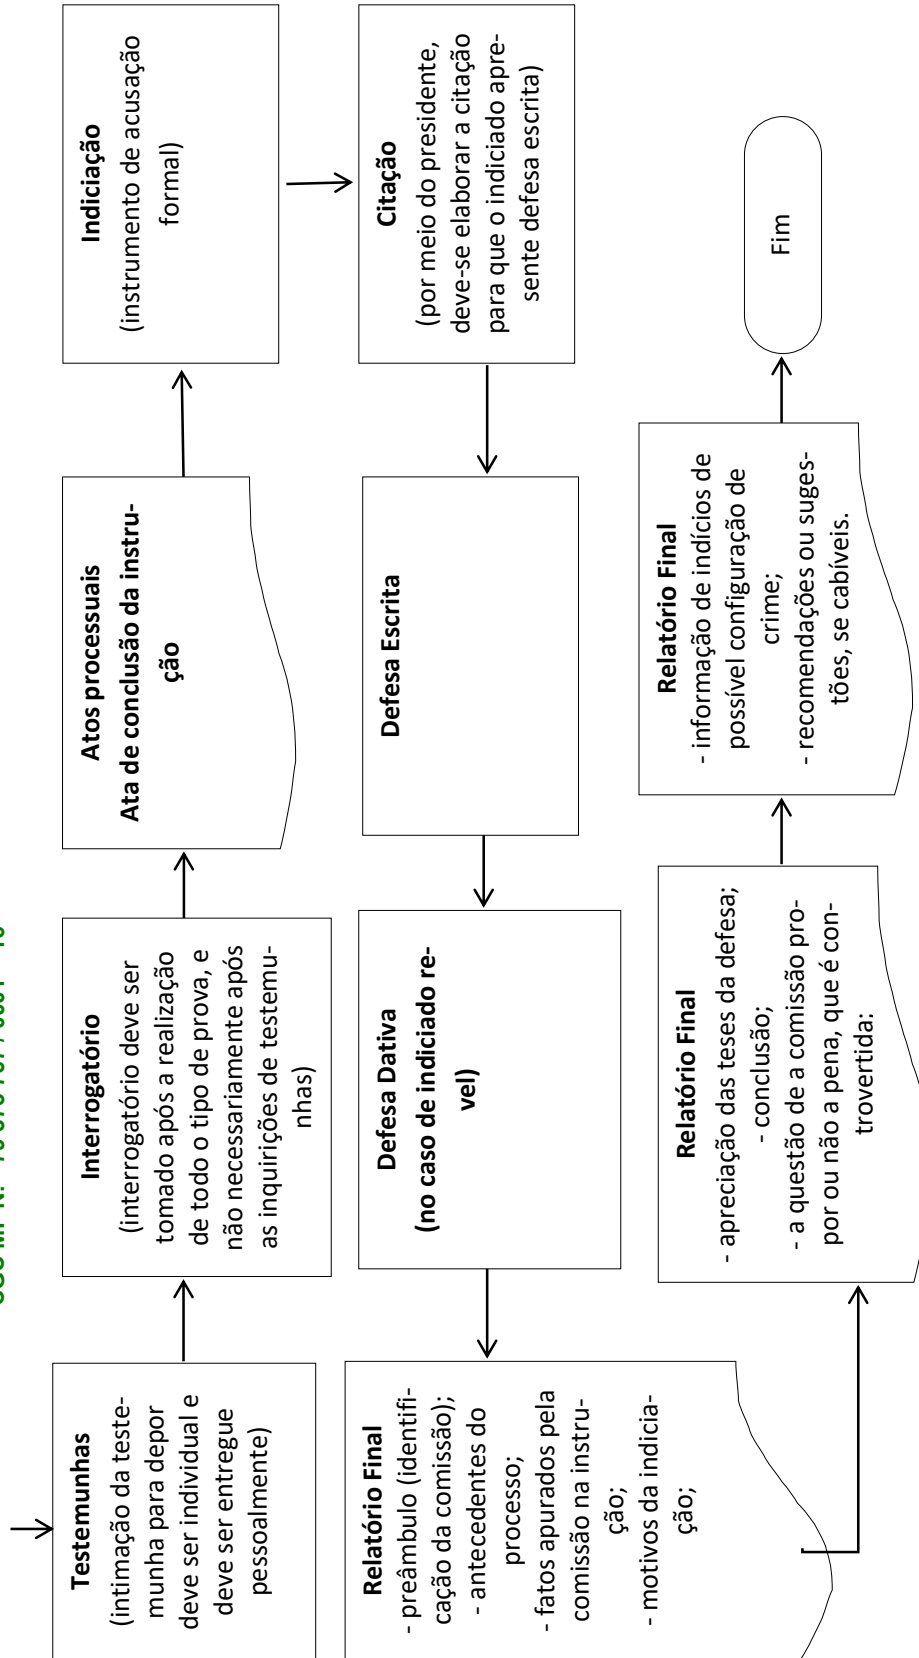 Testemunhas
(intimação da teste-
munha para depor
deve ser individual e
deve ser entregue
pessoalmente)
Interrogatório
(interrogatório deve ser
tomado após a realização
de todo o tipo de prova, e
não necessariamente após
as inquirições de testemu-
nhas)
Atos processuais
Ata de conclusão da instru-
ção
Indiciação
(instrumento de acusação
formal)
Citação
(por meio do presidente,
deve-se elaborar a citação
para que o indiciado apre-
sente defesa escrita)
Defesa Escrita
Defesa Dativa
(no caso de indiciado re-
vel)
Relatório Final
- preâmbulo (identifi-
cação da comissão);
- antecedentes do
processo;
- fatos apurados pela
comissão na instru-
ção;
- motivos da indicia-
ção;
Relatório Final
- apreciação das teses da defesa;
- conclusão;
- a questão de a comissão pro-
por ou não a pena, que é con-
trovertida:
Relatório Final
- informação de indícios de
possível configuração de
crime;
- recomendações ou suges-
tões, se cabíveis.
Fim